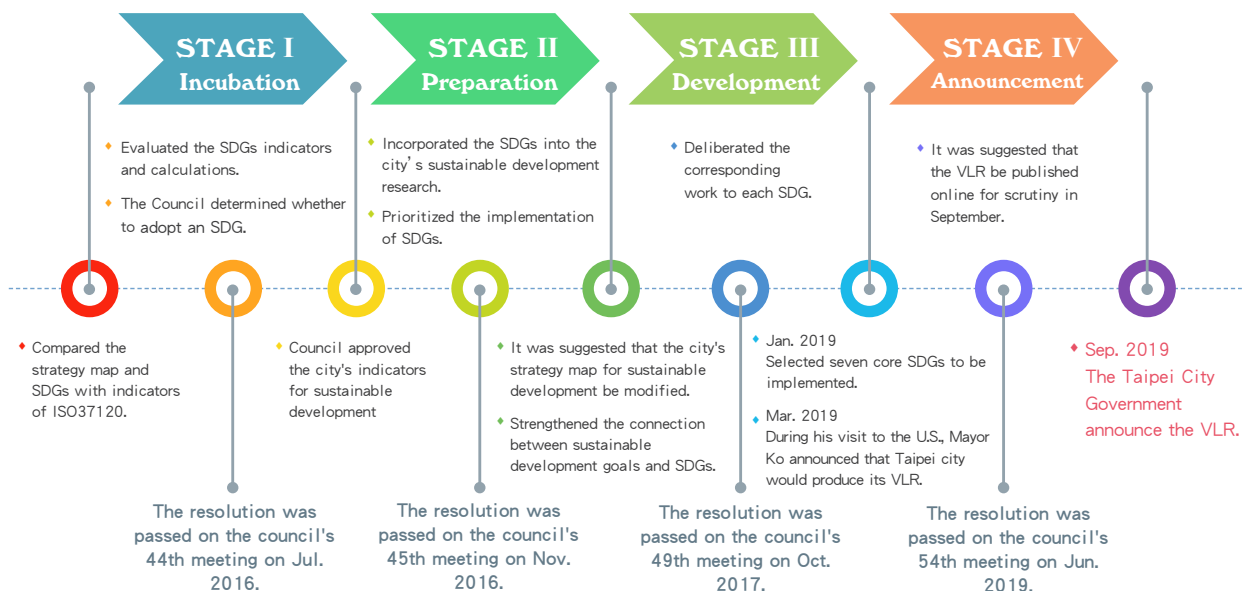 STAGE I
Incubation
STAGE II
Preparation
STAGE III
Development
STAGE IV
Announcement
Evaluated the SDGs indicators
and calculations.
The Council determined whether
to adopt an SDG.
Incorporated the SDGs into the
city's sustainable development
research.
Prioritized the implementation
of SDGs.
Deliberated the
corresponding
work to each SDG.
It was suggested that
the VLR be published
online for scrutiny in
September.
Compared the
strategy map and
SDGs with indicators
of ISO37120.
Council approved
the city's indicators
for sustainable
development
It was suggested that the city's
strategy map for sustainable
development be modified.
Strengthened the connection
between sustainable
development goals and SDGs.
Jan. 2019
Selected seven core SDGs to be
implemented.
Mar. 2019
During his visit to the U.S., Mayor
Ko announced that Taipei city
would produce its VLR.
Sep. 2019
The Taipei City
Government
announce the VLR.
The resolution was
passed on the council's
44th meeting on Jul.
2016.
The resolution was
passed on the council's
45th meeting on Nov.
2016.
The resolution was
passed on the council's
49th meeting on Oct.
2017.
The resolution was
passed on the council's
54th meeting on Jun.
2019.